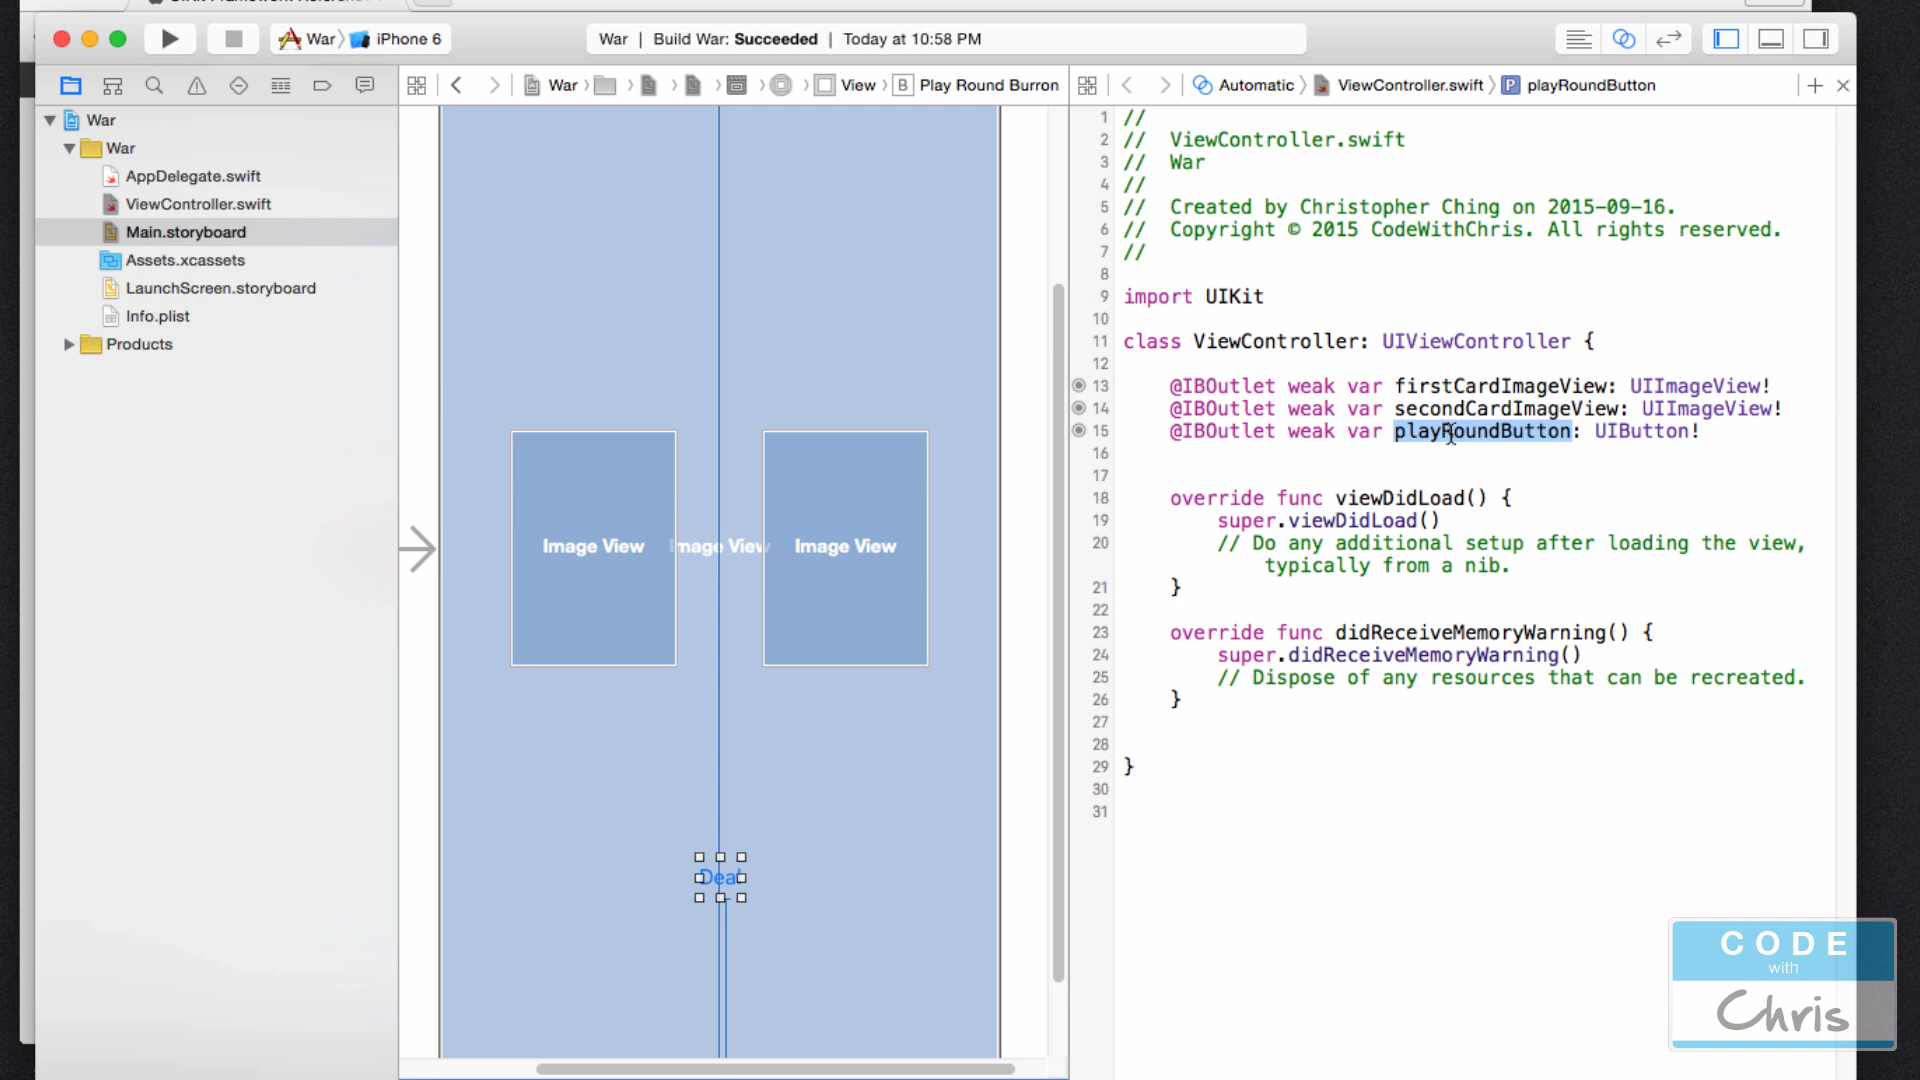 War
iPhone 6
War | Build War: Succeeded | Today at 10:58 PM
War
View
B
Play Round Burron
Automatic
ViewController.swift
P
playRoundButton
War
War
AppDelegate.swift
ViewController.swift
Main.storyboard
Assets.xcassets
LaunchScreen.storyboard
Info.plist
Products
Image View
Image View
Image View
Deal
1 //
2 //  ViewController.swift
3 //  War
4 //
5 //  Created by Christopher Ching on 2015-09-16.
6 //  Copyright © 2015 CodeWithChris. All rights reserved.
7 //
8
9 import UIKit
10
11 class ViewController: UIViewController {
12
13     @IBOutlet weak var firstCardImageView: UIImageView!
14     @IBOutlet weak var secondCardImageView: UIImageView!
15     @IBOutlet weak var playRoundButton: UIButton!
16
17
18     override func viewDidLoad() {
19         super.viewDidLoad()
20         // Do any additional setup after loading the view,
typically from a nib.
21     }
22
23     override func didReceiveMemoryWarning() {
24         super.didReceiveMemoryWarning()
25         // Dispose of any resources that can be recreated.
26     }
27
28
29 }
30
31
CODE
with
Chris